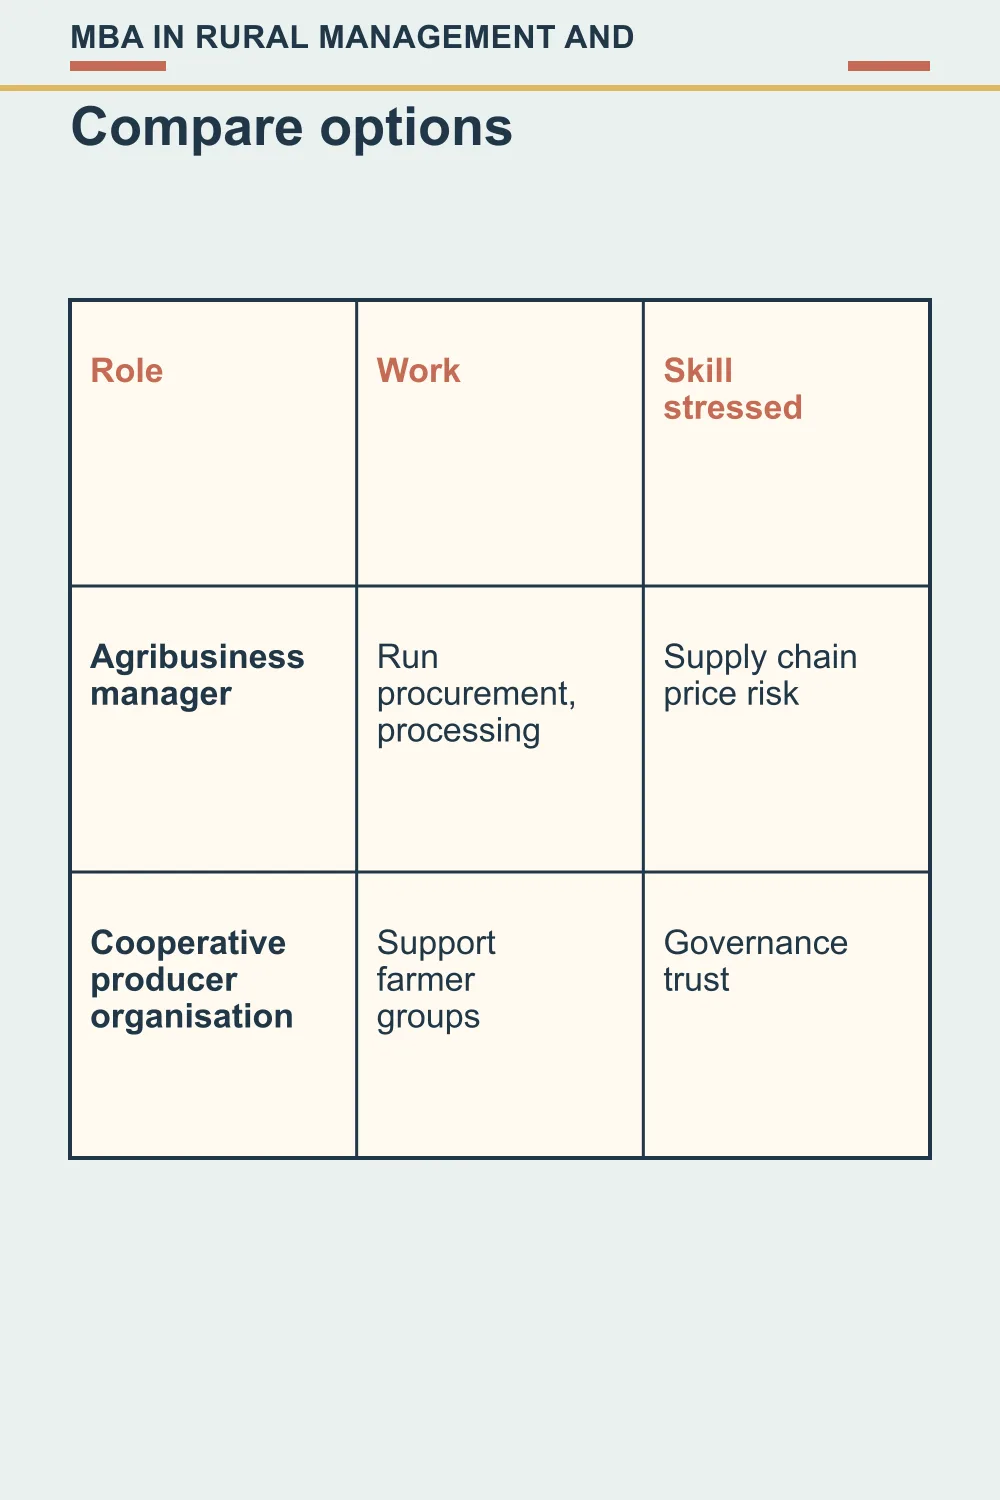 MBA IN RURAL MANAGEMENT AND
Compare options
Role
Work
Skill
stressed
Agribusiness
manager
Run
procurement,
processing
Supply chain
price risk
Cooperative
producer
organisation
Support
farmer
groups
Governance
trust